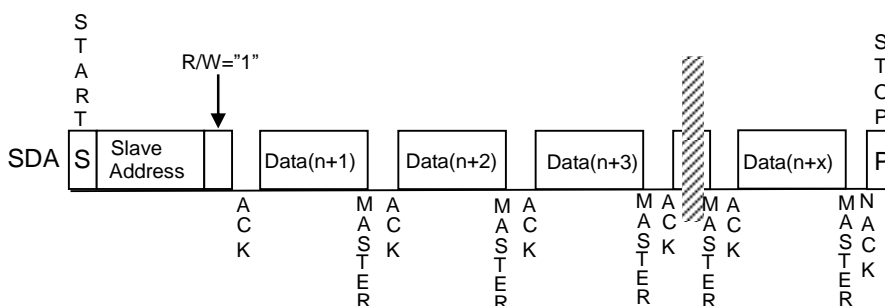 START
STOP
R/W="1"
SDA
S
Slave Address
Data(n+1)
Data(n+2)
Data(n+3)
Data(n+x)
P
ACK
MASTER
ACK
MASTER
ACK
MASTER
ACK
MASTER
ACK
MASTER
NACK